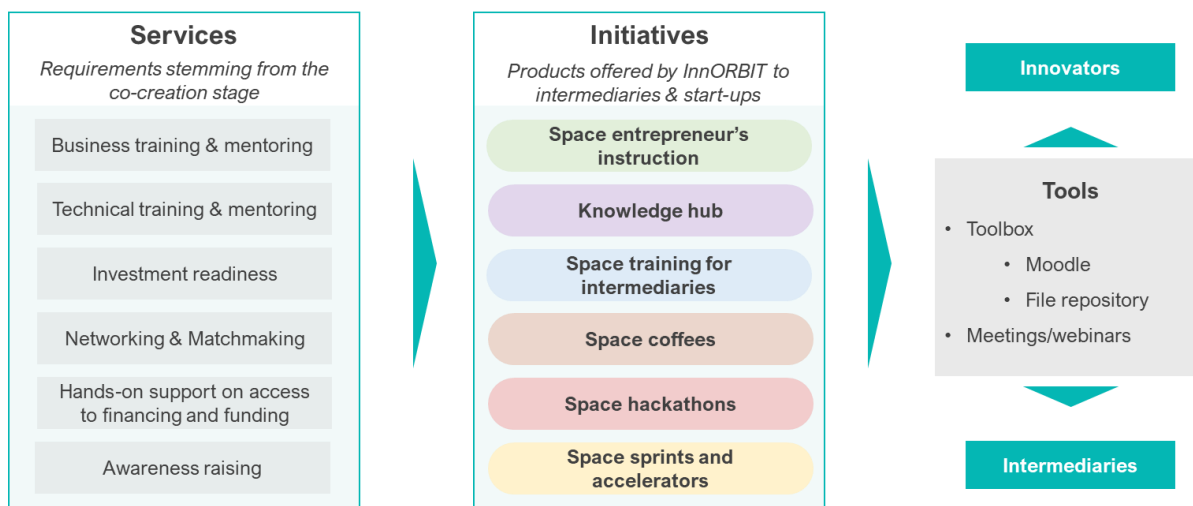 Services
Requirements stemming from the
co-creation stage
Business training & mentoring
Technical training & mentoring
Investment readiness
Networking & Matchmaking
Hands-on support on access
to financing and funding
Awareness raising
Initiatives
Products offered by InnORBIT to
intermediaries & start-ups
Space entrepreneur's
instruction
Knowledge hub
Space training for
intermediaries
Space coffees
Space hackathons
Space sprints and
accelerators
Innovators
Tools
• Toolbox
• Moodle
• File repository
• Meetings/webinars
Intermediaries